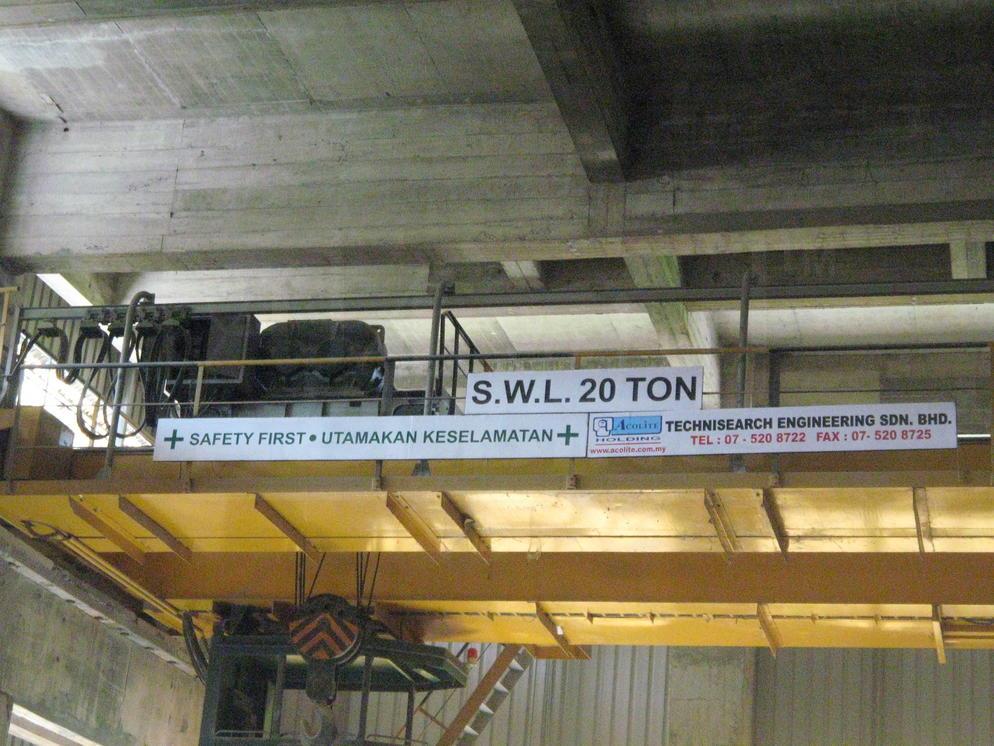 S.W.L. 20 TON
+ SAFETY FIRST • UTAMAKAN KESELAMATAN +
ACOLITE
HOLDING
www.acolite.com.my
TECHNISEARCH ENGINEERING SDN. BHD.
TEL : 07 - 520 8722 FAX : 07- 520 8725